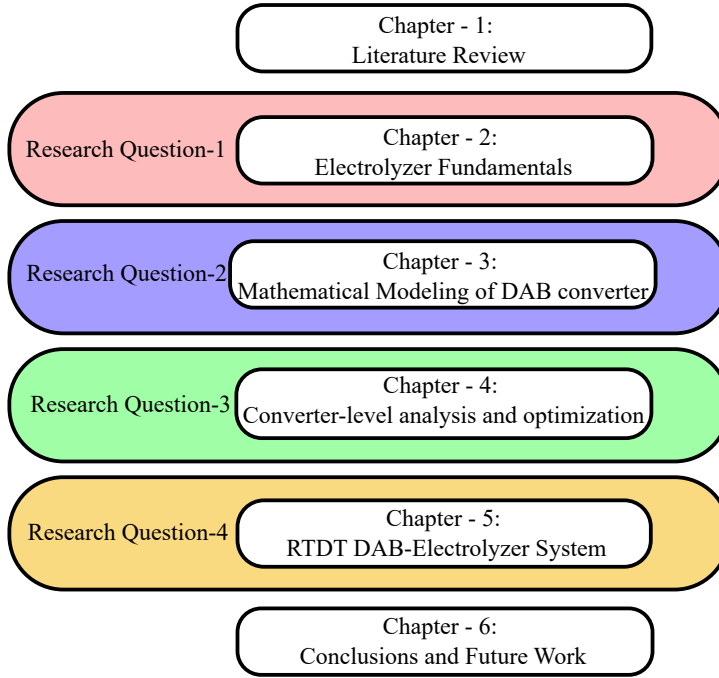 Chapter - 1:
Literature Review
Research Question-1
Chapter - 2:
Electrolyzer Fundamentals
Research Question-2
Chapter - 3:
Mathematical Modeling of DAB converter
Research Question-3
Chapter - 4:
Converter-level analysis and optimization
Research Question-4
Chapter - 5:
RTDT DAB-Electrolyzer System
Chapter - 6:
Conclusions and Future Work